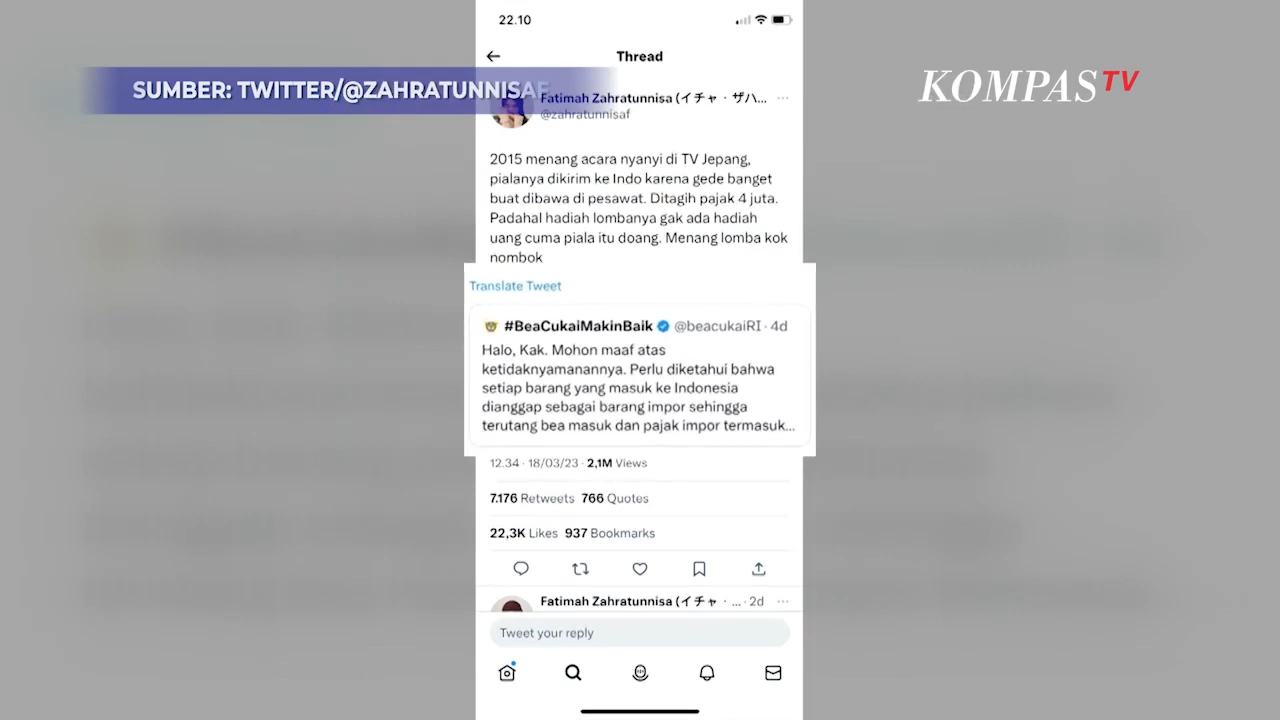 22.10
Thread
SUMBER: TWITTER/@ZAHRATUNNISAF
KOMPAS TV
Fatimah Zahratunnisa (イチャ・ザハ...
@zahratunnisaf
2015 menang acara nyanyi di TV Jepang,
pialanya dikirim ke Indo karena gede banget
buat dibawa di pesawat. Ditagih pajak 4 juta.
Padahal hadiah lombanya gak ada hadiah
uang cuma piala itu doang. Menang lomba kok
nombok
Translate Tweet
#BeaCukaiMakinBaik @beacukaiRI · 4d
Halo, Kak. Mohon maaf atas
ketidaknyamanannya. Perlu diketahui bahwa
setiap barang yang masuk ke Indonesia
dianggap sebagai barang impor sehingga
terutang bea masuk dan pajak impor termasuk...
12.34 · 18/03/23 · 2,1M Views
7.176 Retweets 766 Quotes
22,3K Likes 937 Bookmarks
Fatimah Zahratunnisa (イチャ・... · 2d
Tweet your reply